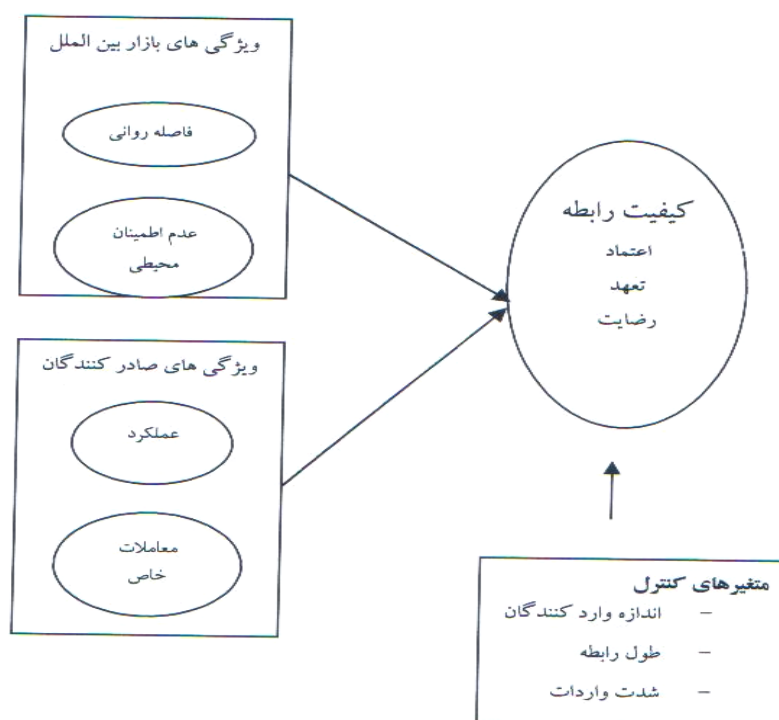 ویژگی های بازار بین الملل
فاصله روانی
عدم اطمینان
محیطی
کیفیت رابطه
اعتماد
تعهد
رضایت
ویژگی های صادر کنندگان
عملکرد
معاملات
خاص
متغیرهای کنترل
– اندازه وارد کنندگان
– طول رابطه
– شدت واردات